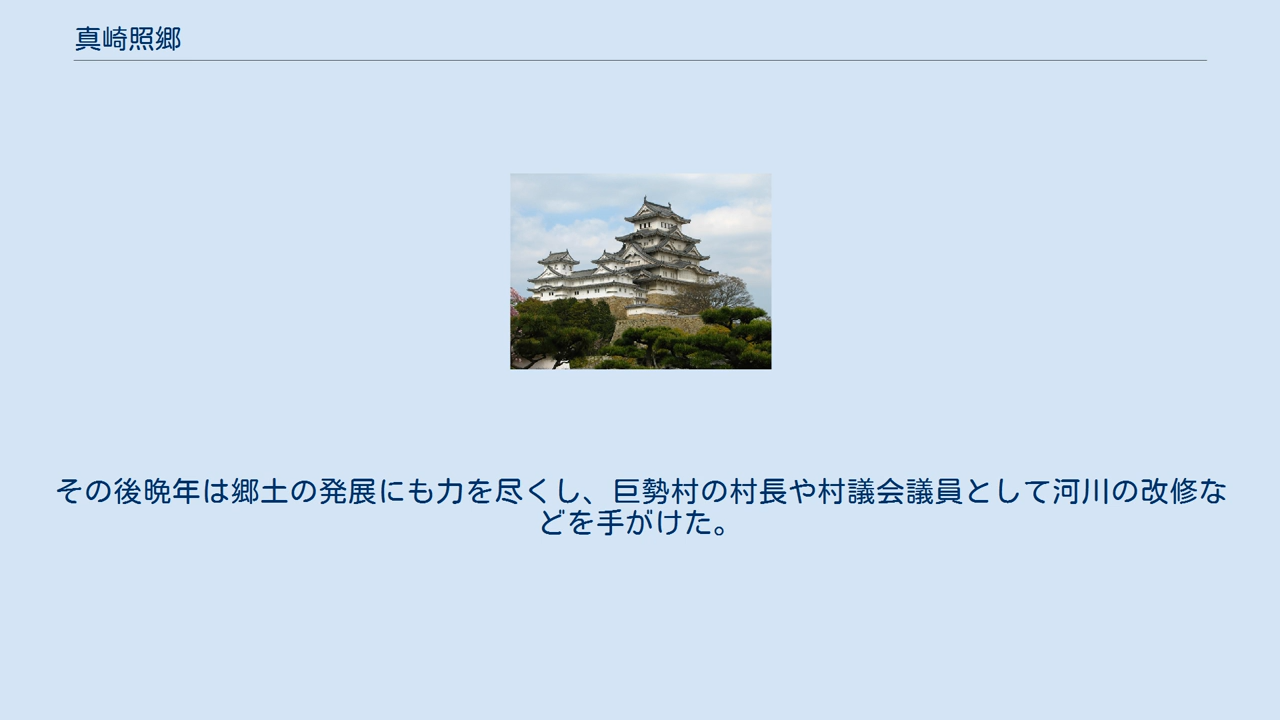 真崎照郷
その後晩年は郷土の発展にも力を尽くし、巨勢村の村長や村議会議員として河川の改修な
どを手がけた。